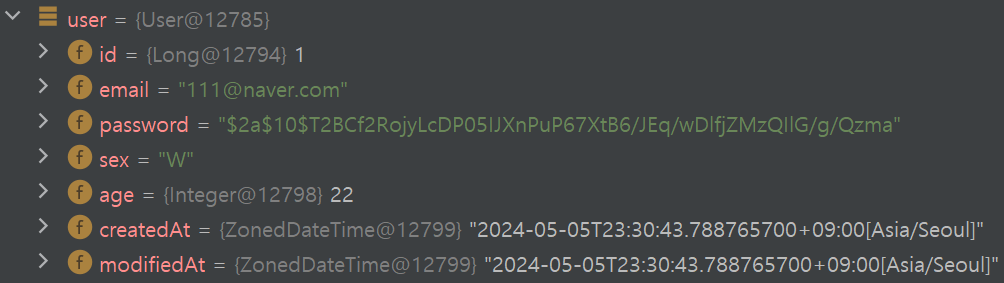 user = {User@12785}
f id = {Long@12794} 1
f email = "111@naver.com"
f password = "$2a$10$T2BCf2RojyLcDP05IJXnPuP67XtB6/JEq/wDlfjZMzQIlG/g/Qzma"
f sex = "W"
f age = {Integer@12798} 22
f createdAt = {ZonedDateTime@12799} "2024-05-05T23:30:43.788765700+09:00[Asia/Seoul]"
f modifiedAt = {ZonedDateTime@12799} "2024-05-05T23:30:43.788765700+09:00[Asia/Seoul]"